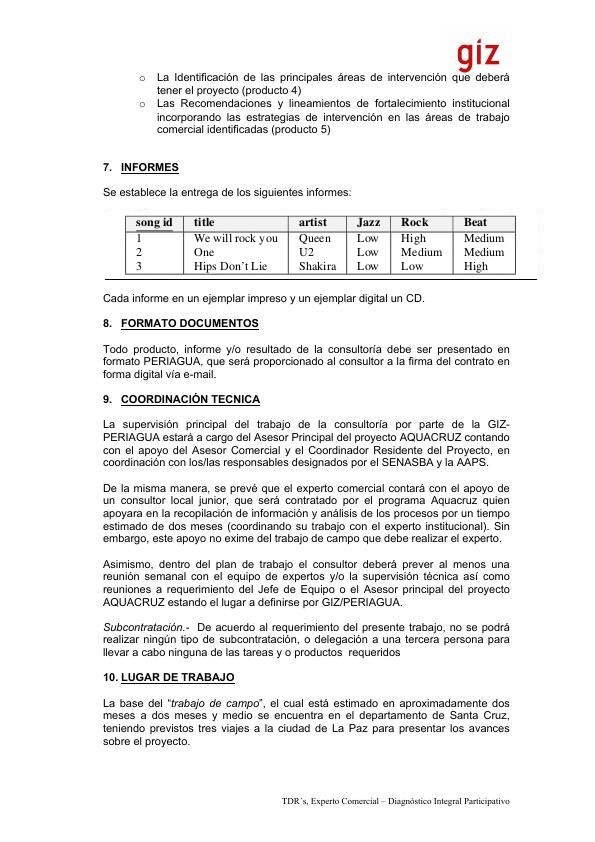 giz
o La Identificación de las principales áreas de intervención que deberá
tener el proyecto (producto 4)
o Las Recomendaciones y lineamientos de fortalecimiento institucional
incorporando las estrategias de intervención en las áreas de trabajo
comercial identificadas (producto 5)
7. INFORMES
Se establece la entrega de los siguientes informes:
song id title artist Jazz Rock Beat
1 We will rock you Queen Low High Medium
2 One U2 Low Medium Medium
3 Hips Don't Lie Shakira Low Low High
Cada informe en un ejemplar impreso y un ejemplar digital un CD.
8. FORMATO DOCUMENTOS
Todo producto, informe y/o resultado de la consultoría debe ser presentado en
formato PERIAGUA, que será proporcionado al consultor a la firma del contrato en
forma digital vía e-mail.
9. COORDINACIÓN TECNICA
La supervisión principal del trabajo de la consultoría por parte de la GIZ-
PERIAGUA estará a cargo del Asesor Principal del proyecto AQUACRUZ contando
con el apoyo del Asesor Comercial y el Coordinador Residente del Proyecto, en
coordinación con los/las responsables designados por el SENASBA y la AAPS.
De la misma manera, se prevé que el experto comercial contará con el apoyo de
un consultor local junior, que será contratado por el programa Aquacruz quien
apoyara en la recopilación de información y análisis de los procesos por un tiempo
estimado de dos meses (coordinando su trabajo con el experto institucional). Sin
embargo, este apoyo no exime del trabajo de campo que debe realizar el experto.
Asimismo, dentro del plan de trabajo el consultor deberá prever al menos una
reunión semanal con el equipo de expertos y/o la supervisión técnica así como
reuniones a requerimiento del Jefe de Equipo o el Asesor principal del proyecto
AQUACRUZ estando el lugar a definirse por GIZ/PERIAGUA.
Subcontratación.- De acuerdo al requerimiento del presente trabajo, no se podrá
realizar ningún tipo de subcontratación, o delegación a una tercera persona para
llevar a cabo ninguna de las tareas y o productos requeridos
10. LUGAR DE TRABAJO
La base del “trabajo de campo”, el cual está estimado en aproximadamente dos
meses a dos meses y medio se encuentra en el departamento de Santa Cruz,
teniendo previstos tres viajes a la ciudad de La Paz para presentar los avances
sobre el proyecto.
TDR´s, Experto Comercial – Diagnóstico Integral Participativo